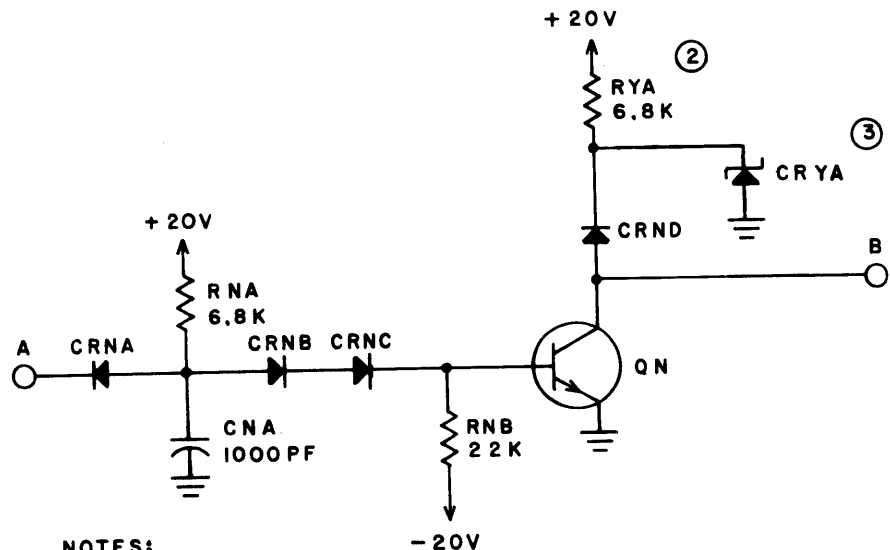 +20V
2
RYA
6.8K
3
CRYA
CRND
B
+20V
RNA
6.8K
A
CRNA
CRNB
CRNC
QN
CNA
1000PF
RNB
22K
-20V
NOTES: